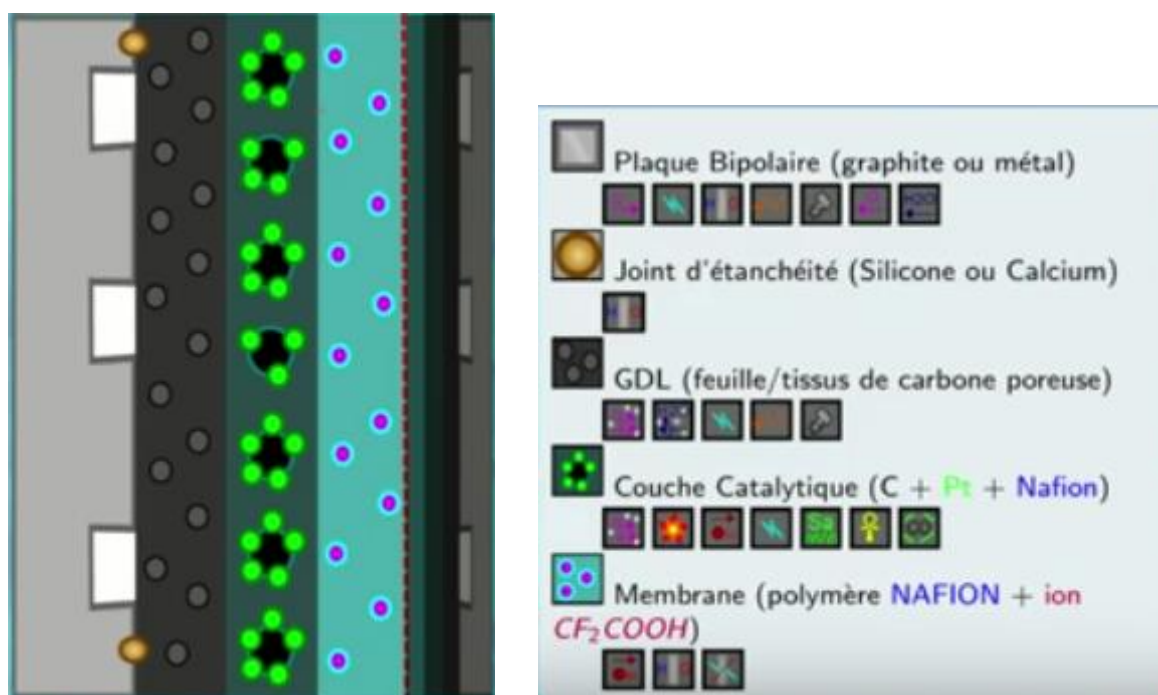 Plaque Bipolaire (graphite ou métal)
Joint d'étanchéité (Silicone ou Calcium)
GDL (feuille/tissus de carbone poreuse)
Couche Catalytique (C + Pt + Nafion)
Sa
Membrane (polymère NAFION + ion
CF₂COOH)